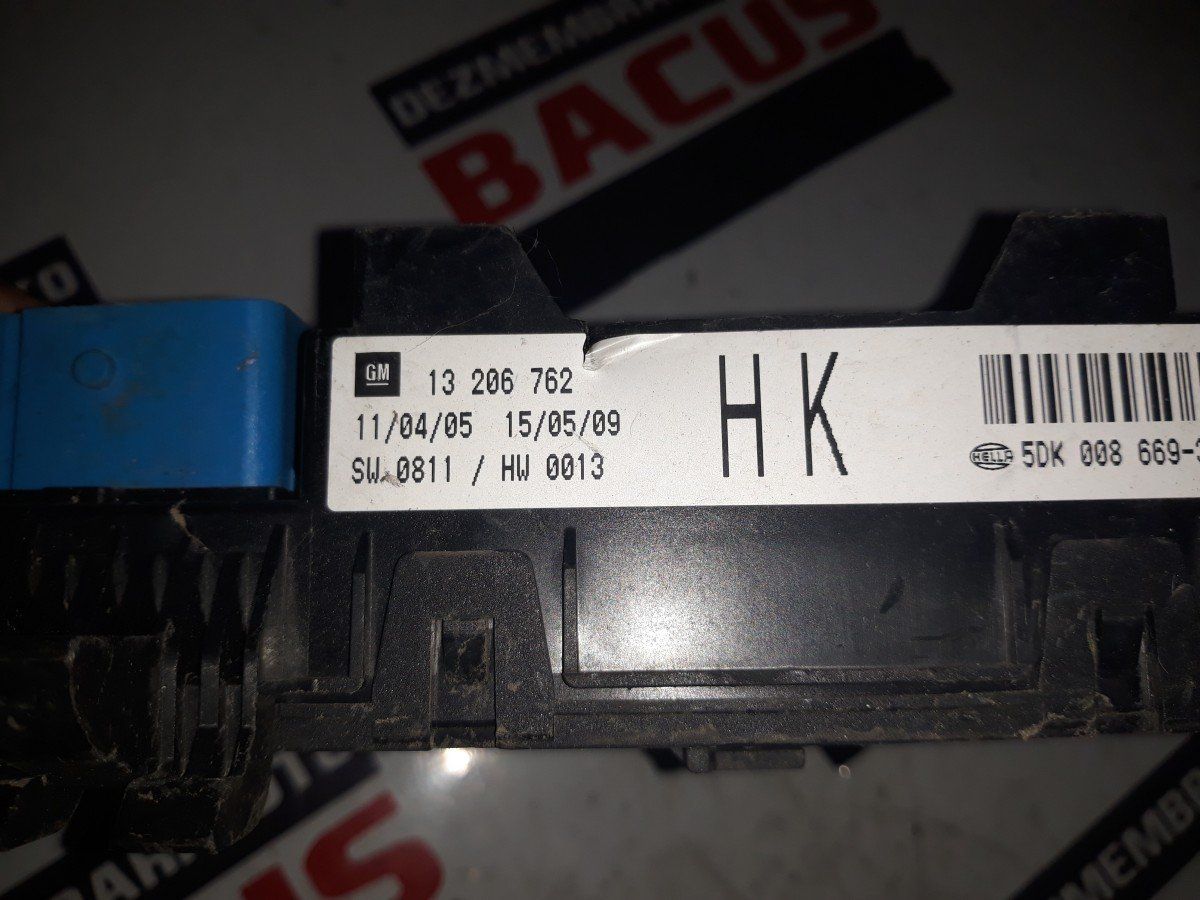 DEZMEMBRARI
BACUS
GM 13 206 762
11/04/05 15/05/09
SW 0811 / HW 0013
HK
HELLA 5DK 008 669-